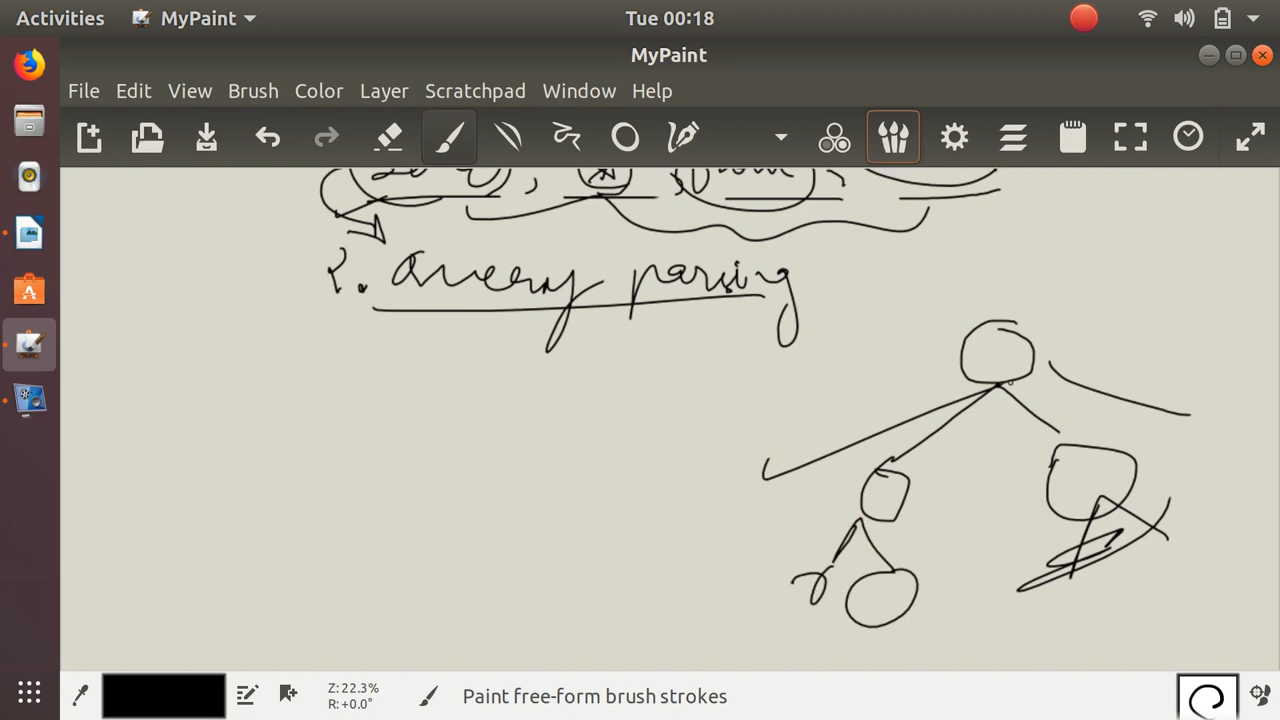 Activities MyPaint Tue 00:18
MyPaint
File Edit View Brush Color Layer Scratchpad Window Help
2. Query parsing
Z: 22.3%
R: +0.0°
Paint free-form brush strokes